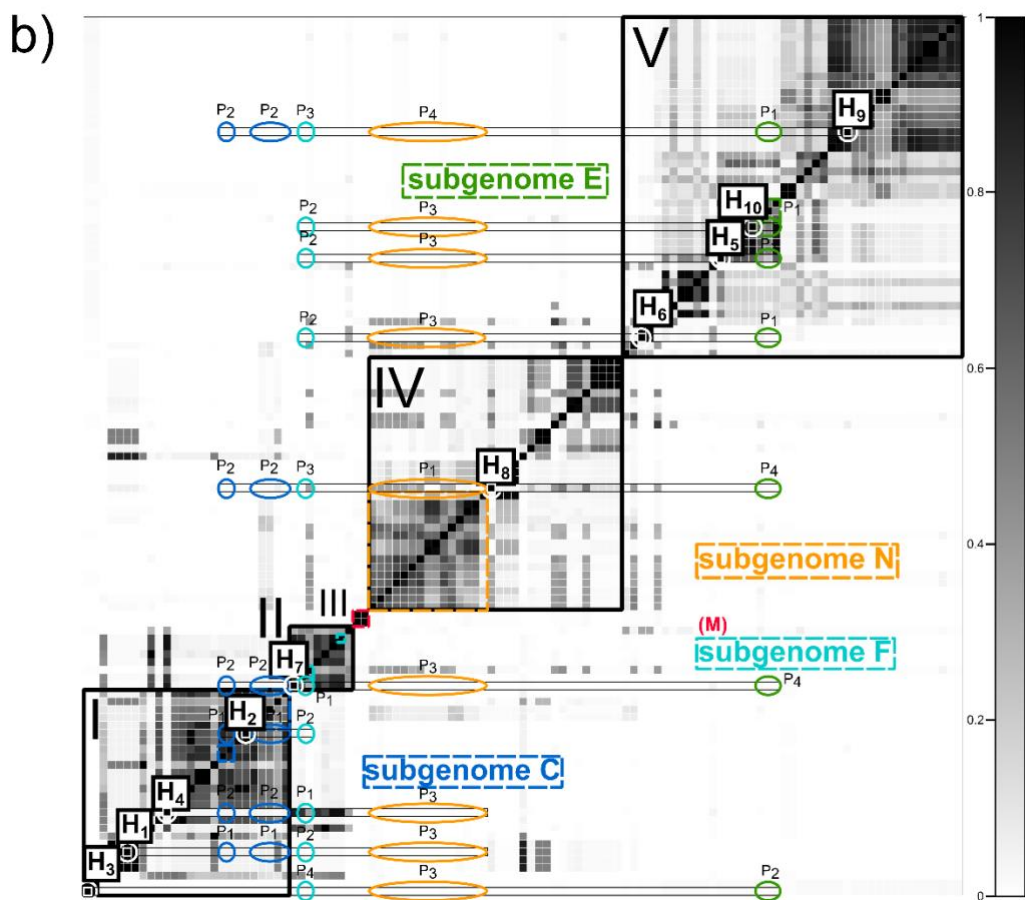 b)
V
1
P2 P2 P3 P4 P1
H9
subgenome E
0.8
H10
P2 P3 P1
H5
P2 P3 P1
H6
P2 P3 P1
0.6
IV
H8
P2 P2 P3 P1 P4
0.4
subgenome N
II III
(M)
subgenome F
H7
P2 P2 P3 P4
P1
I
H2
P1 P1 P2
0.2
subgenome C
H4
P2 P2 P1 P3
H1
P1 P1 P2 P3
H3
P4 P3 P2
0